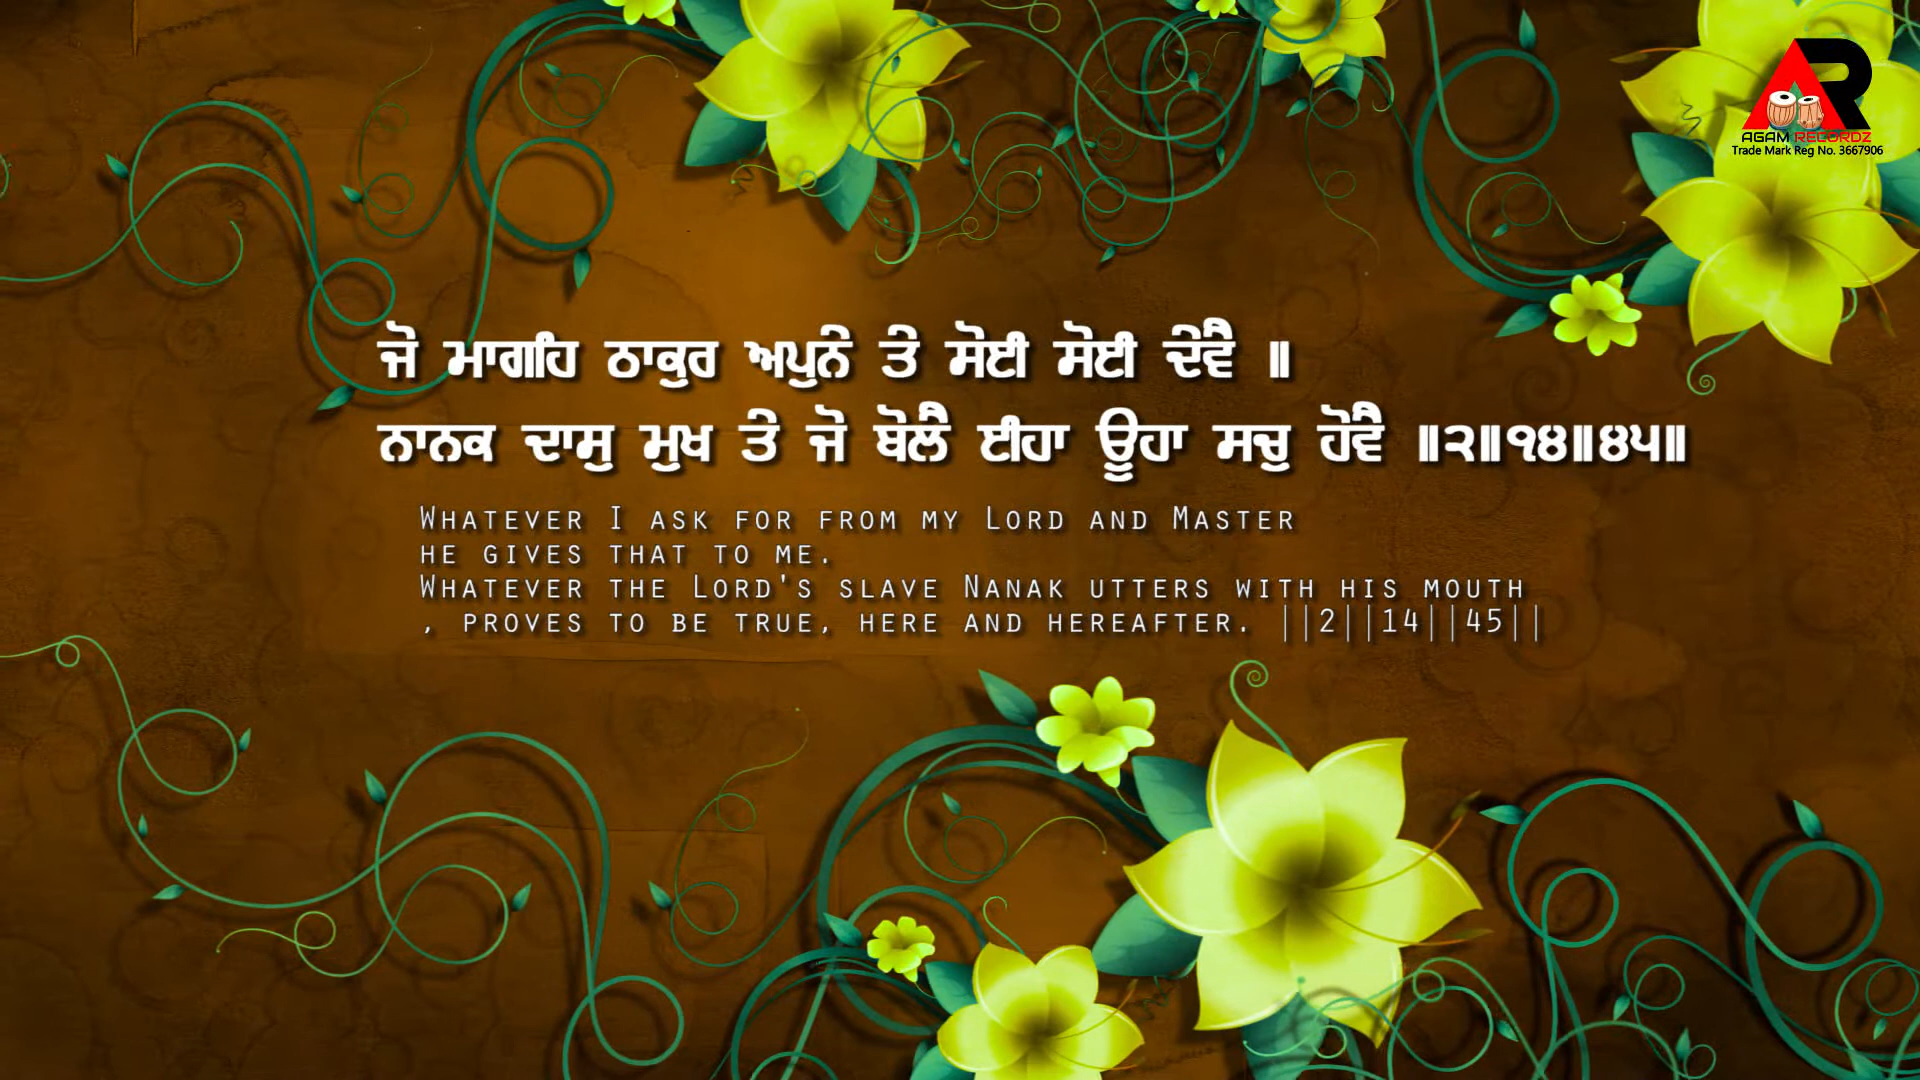 AGAM RECORDZ
Trade Mark Reg No. 3667906
ਜੋ ਮਾਗਹਿ ਠਾਕੁਰ ਅਪੁਨੇ ਤੇ ਸੋਈ ਸੋਈ ਦੇਵੈ ॥
ਨਾਨਕ ਦਾਸੁ ਮੁਖ ਤੇ ਜੋ ਬੋਲੈ ਈਹਾ ਊਹਾ ਸਚੁ ਹੋਵੈ ॥੨॥੧੪॥੪੫॥
Whatever I ask for from my Lord and Master
he gives that to me.
Whatever the Lord's slave Nanak utters with his mouth
, proves to be true, here and hereafter. ||2||14||45||